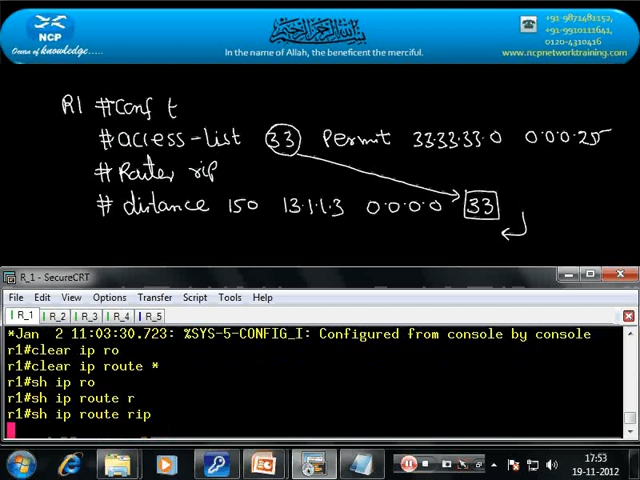 NCP
Ocean of knowledge.....
In the name of Allah, the beneficent the merciful.
+91-9871481152,
+91-9910111641,
0120-4310416
www.ncpnetworktraining.com
R1 #Conf t
#access-list 33 Permit 33.33.33.0 0.0.0.255
#Router rip
# distance 150 13.1.1.3 0.0.0.0 33
R_1 - SecureCRT
File Edit View Options Transfer Script Tools Help
R_1 R_2 R_3 R_4 R_5
*Jan 2 11:03:30.723: %SYS-5-CONFIG_I: Configured from console by console
r1#clear ip ro
r1#clear ip route *
r1#sh ip ro
r1#sh ip route r
r1#sh ip route rip
17:53
19-11-2012